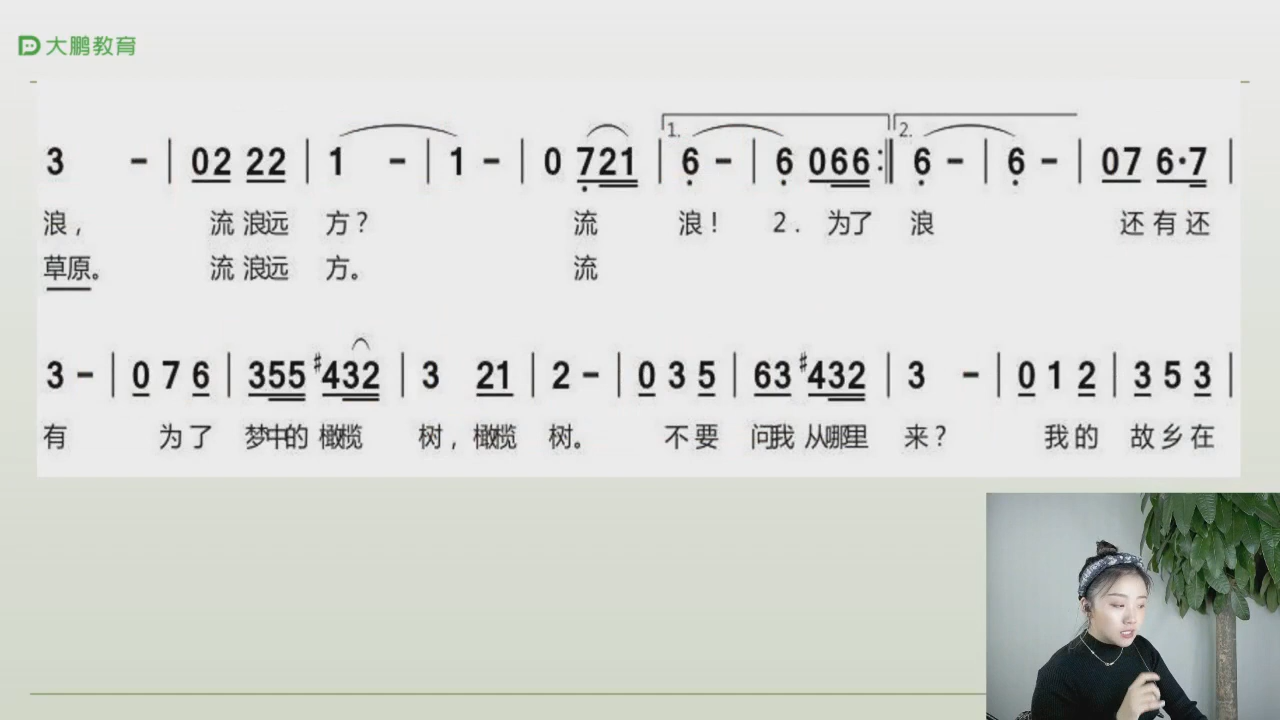 大鹏教育
1. 2.
3 - | 02 22 | 1 - | 1 - | 0 721 | 6 - | 6 066 :‖ 6 - | 6 - | 07 6·7 |
浪， 流 浪远 方？ 流 浪！ 2. 为了 浪 还 有 还
草原。 流 浪远 方。 流
3 - | 0 7 6 | 355 #432 | 3 21 | 2 - | 0 3 5 | 63 #432 | 3 - | 0 1 2 | 3 5 3 |
有 为 了 梦中的 橄榄 树，橄榄 树。 不 要 问我 从哪里 来？ 我 的 故 乡 在